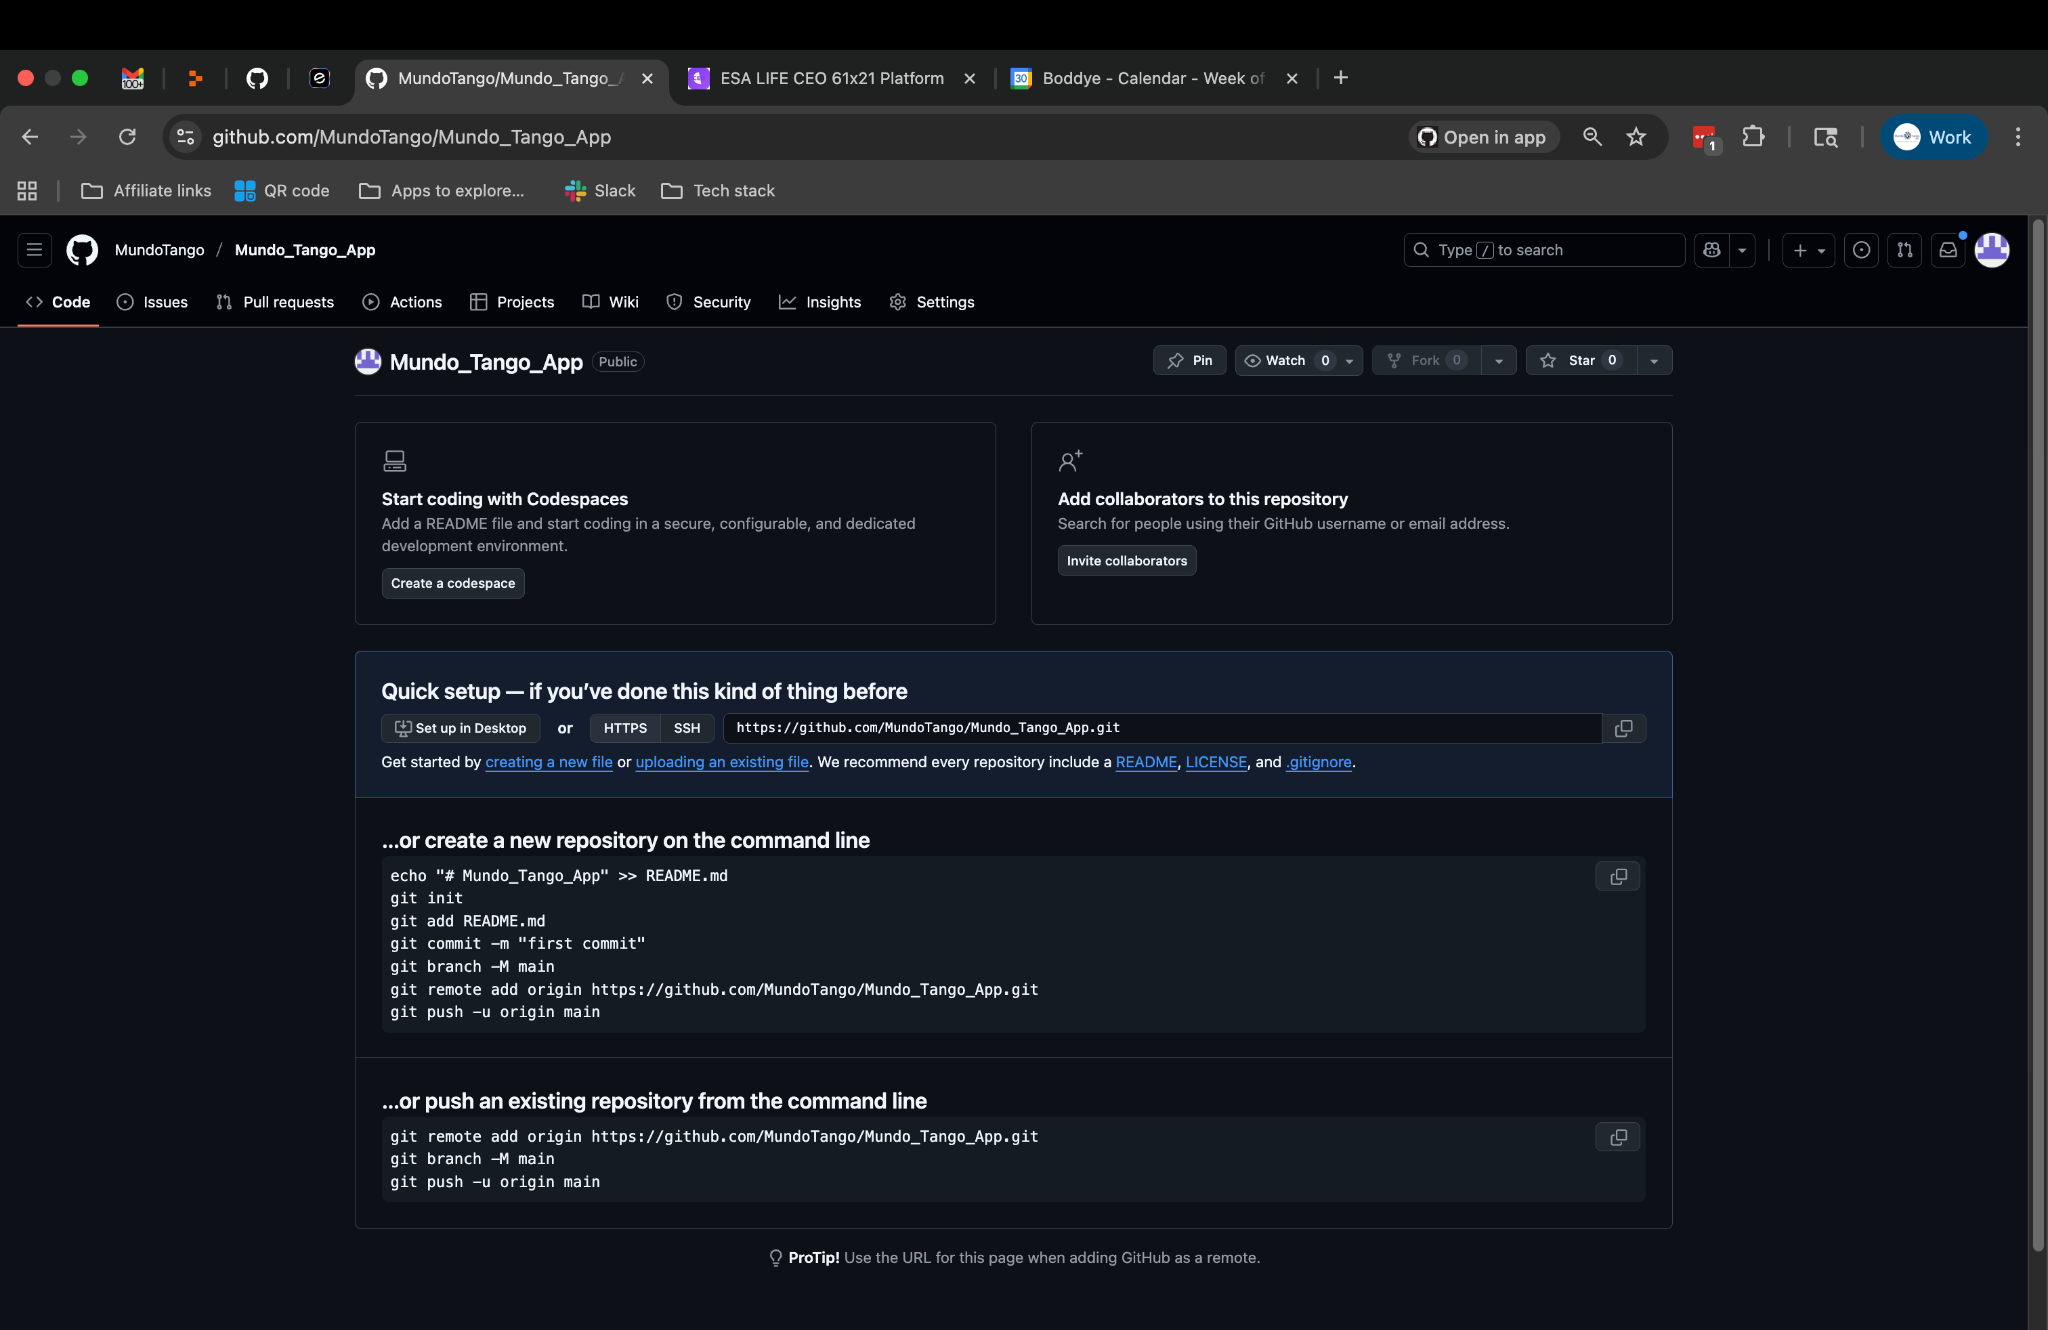 100+
MundoTango/Mundo_Tango_A
ESA LIFE CEO 61x21 Platform
30
Boddye - Calendar - Week of
github.com/MundoTango/Mundo_Tango_App
Open in app
1
Work
Affiliate links
QR code
Apps to explore...
Slack
Tech stack
MundoTango / Mundo_Tango_App
Type / to search
Code
Issues
Pull requests
Actions
Projects
Wiki
Security
Insights
Settings
Mundo_Tango_App Public
Pin
Watch 0
Fork 0
Star 0
Start coding with Codespaces
Add a README file and start coding in a secure, configurable, and dedicated
development environment.
Create a codespace
Add collaborators to this repository
Search for people using their GitHub username or email address.
Invite collaborators
Quick setup — if you’ve done this kind of thing before
Set up in Desktop or HTTPS SSH https://github.com/MundoTango/Mundo_Tango_App.git
Get started by creating a new file or uploading an existing file. We recommend every repository include a README, LICENSE, and .gitignore.
…or create a new repository on the command line
echo "# Mundo_Tango_App" >> README.md
git init
git add README.md
git commit -m "first commit"
git branch -M main
git remote add origin https://github.com/MundoTango/Mundo_Tango_App.git
git push -u origin main
…or push an existing repository from the command line
git remote add origin https://github.com/MundoTango/Mundo_Tango_App.git
git branch -M main
git push -u origin main
ProTip! Use the URL for this page when adding GitHub as a remote.